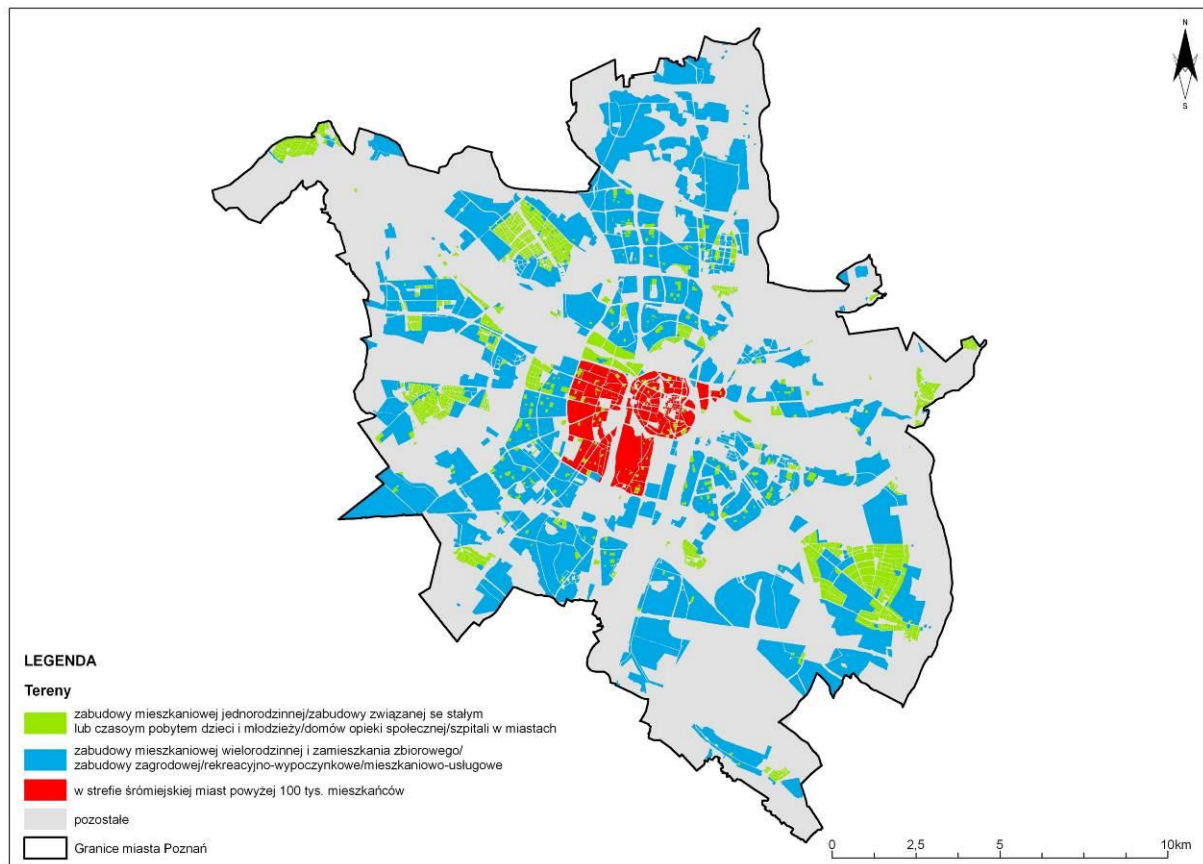 N
S
LEGENDA
Tereny
zabudowy mieszkaniowej jednorodzinnej/zabudowy związanej se stałym
lub czasoym pobytem dzieci i młodzieży/domów opieki społecznej/szpitali w miastach
zabudowy mieszkaniowej wielorodzinnej i zamieszkania zbiorowego/
zabudowy zagrodowej/rekreacyjno-wypoczynkowe/mieszkaniowo-usługowe
w strefie śrómiejskiej miast powyżej 100 tys. mieszkańców
pozostałe
Granice miasta Poznań
0 2,5 5 10km